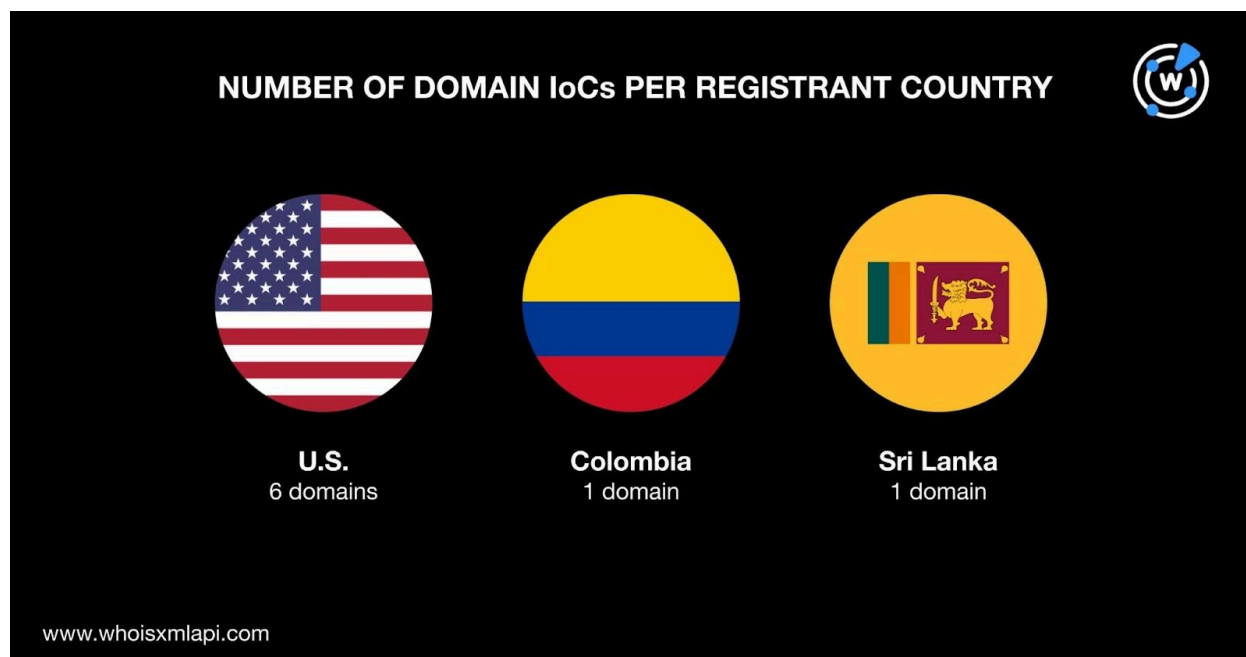 NUMBER OF DOMAIN IoCs PER REGISTRANT COUNTRY
W
U.S.
6 domains
Colombia
1 domain
Sri Lanka
1 domain
www.whoisxmlapi.com